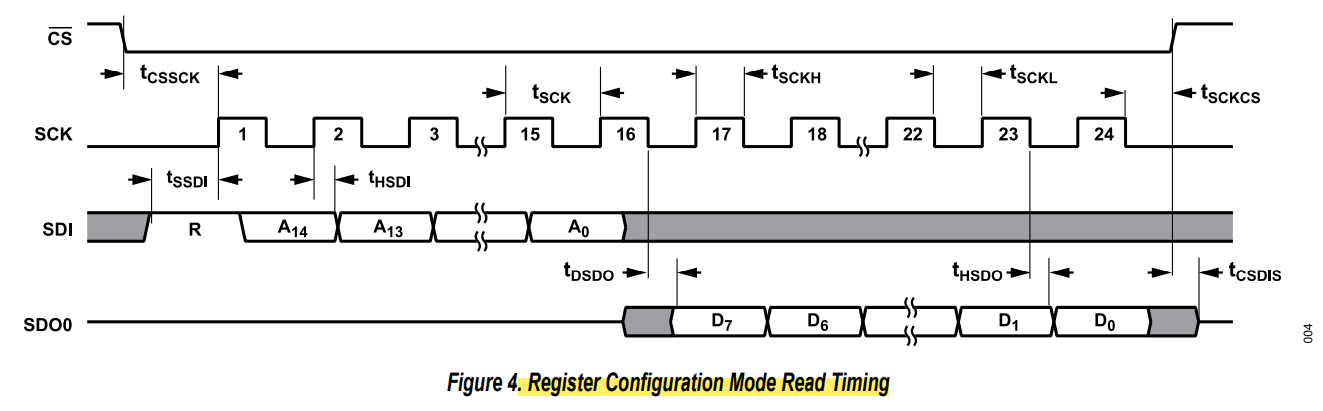 CS
tCSSCK
tSCK
tSCKH
tSCKL
tSCKCS
SCK
1 2 3 15 16 17 18 22 23 24
tSSDI
tHSDI
SDI
R A14 A13 A0
tDSDO
tHSDO
tCSDIS
SDO0
D7 D6 D1 D0
004
Figure 4. Register Configuration Mode Read Timing